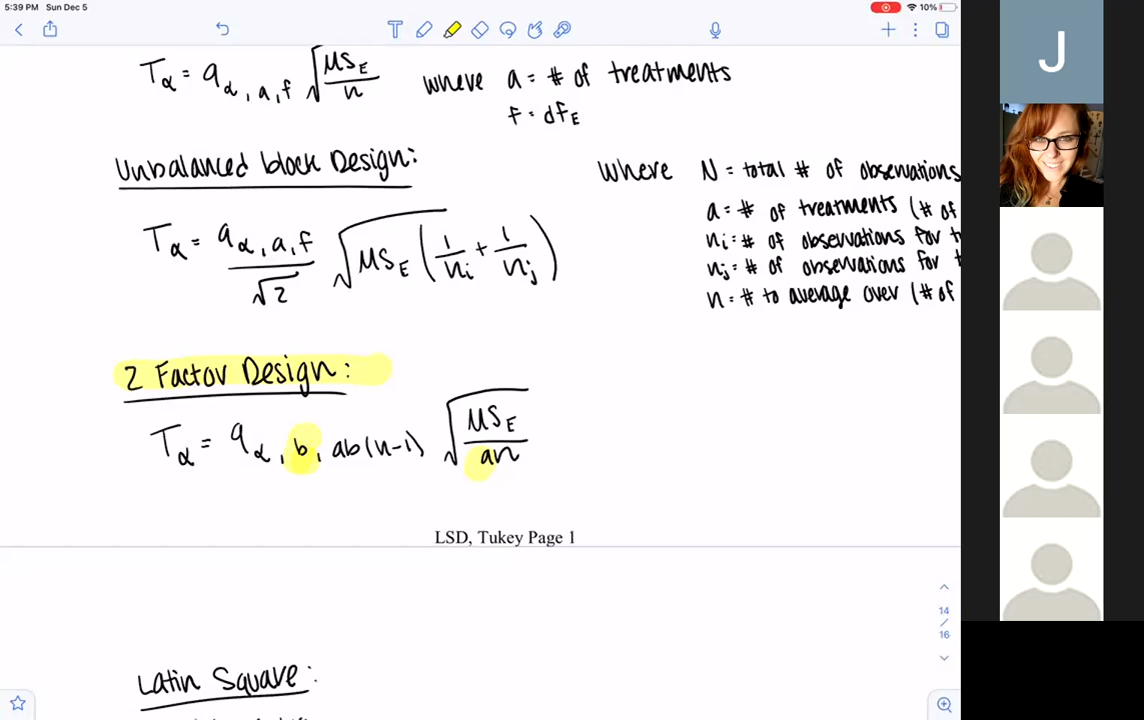 5:39 PM Sun Dec 5
10%
T
Tα = qα, a, f √MSE/n where a = # of treatments
f = dfE
Unbalanced block Design:
Where N = total # of observations
a = # of treatments (# of
ni = # of observations for t
nj = # of observations for t
n = # to average over (# of
Tα = qα, a, f/√2 √MSE (1/ni + 1/nj)
2 Factor Design:
Tα = qα, b, ab(n-1) √MSE/an
LSD, Tukey Page 1
14
/
16
Latin Square:
J